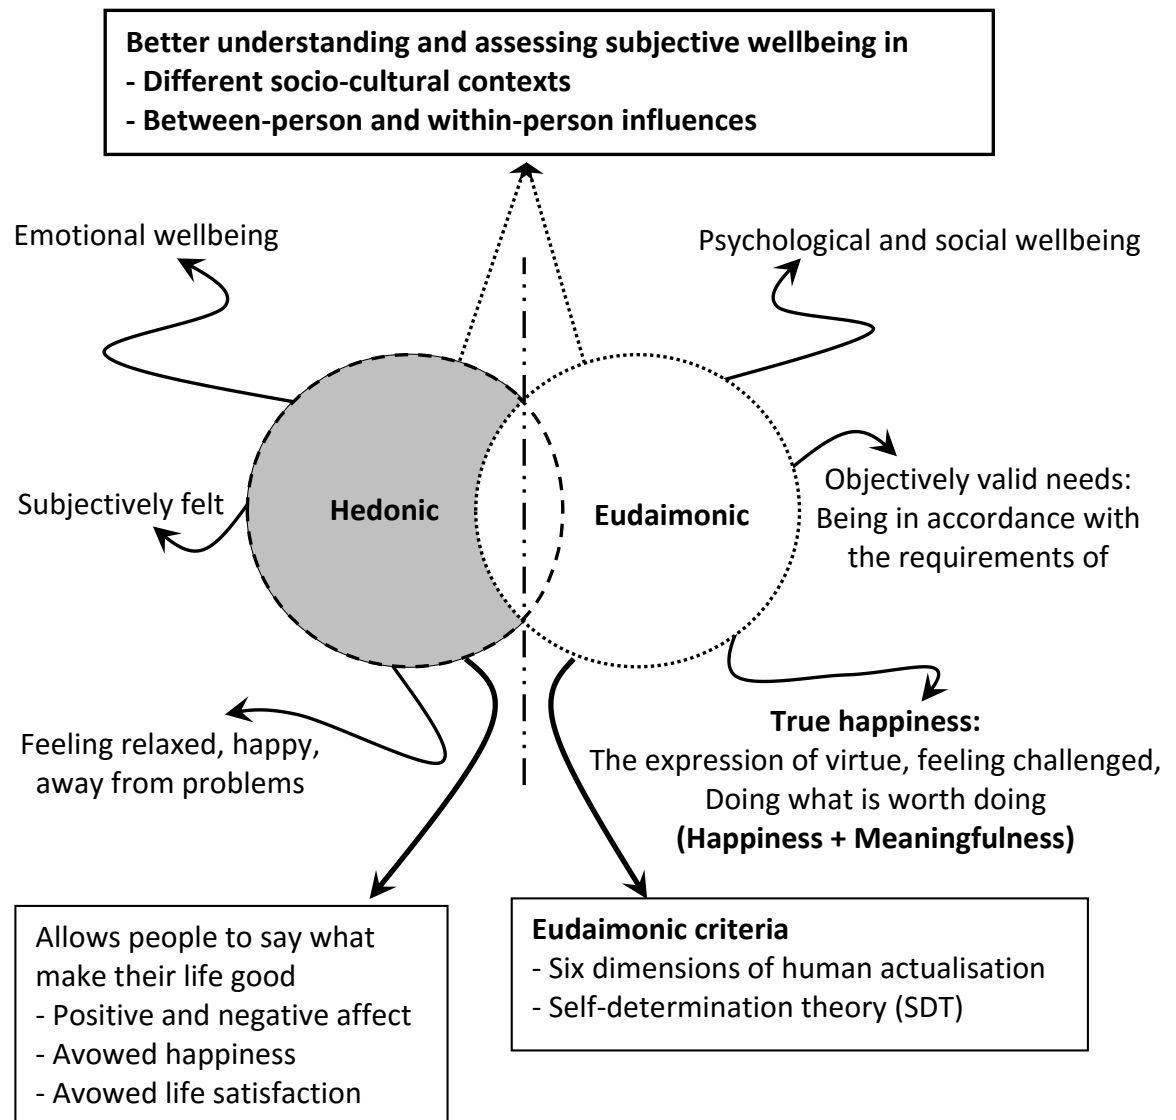 Better understanding and assessing subjective wellbeing in
- Different socio-cultural contexts
- Between-person and within-person influences
Emotional wellbeing
Psychological and social wellbeing
Subjectively felt
Hedonic
Eudaimonic
Objectively valid needs:
Being in accordance with
the requirements of
Feeling relaxed, happy,
away from problems
True happiness:
The expression of virtue, feeling challenged,
Doing what is worth doing
(Happiness + Meaningfulness)
Allows people to say what
make their life good
- Positive and negative affect
- Avowed happiness
- Avowed life satisfaction
Eudaimonic criteria
- Six dimensions of human actualisation
- Self-determination theory (SDT)